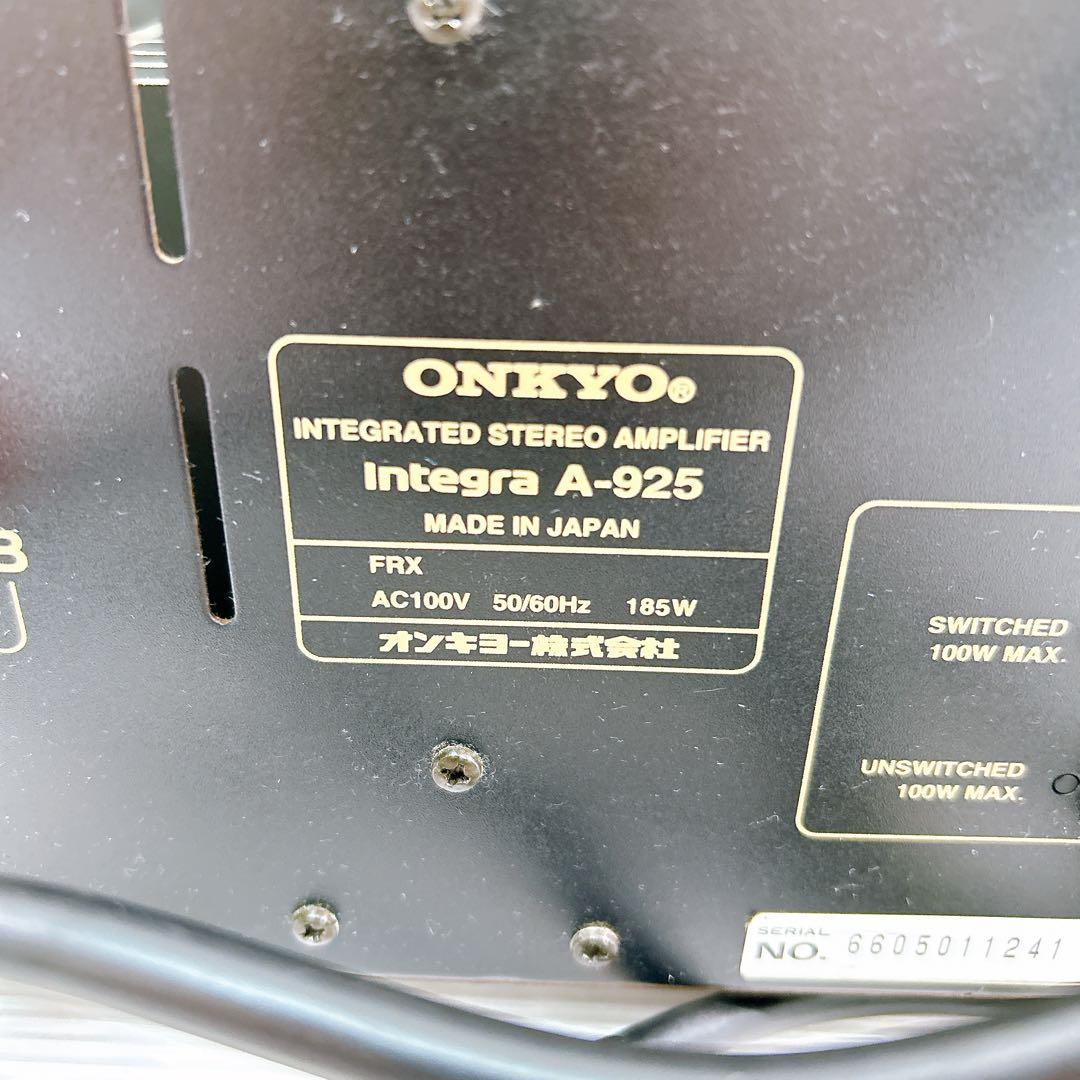 ONKYO®
INTEGRATED STEREO AMPLIFIER
Integra A-925
MADE IN JAPAN
FRX
AC100V 50/60Hz 185W
オンキヨー株式会社
B
SWITCHED
100W MAX.
UNSWITCHED
100W MAX.
SERIAL
NO. 6605011241